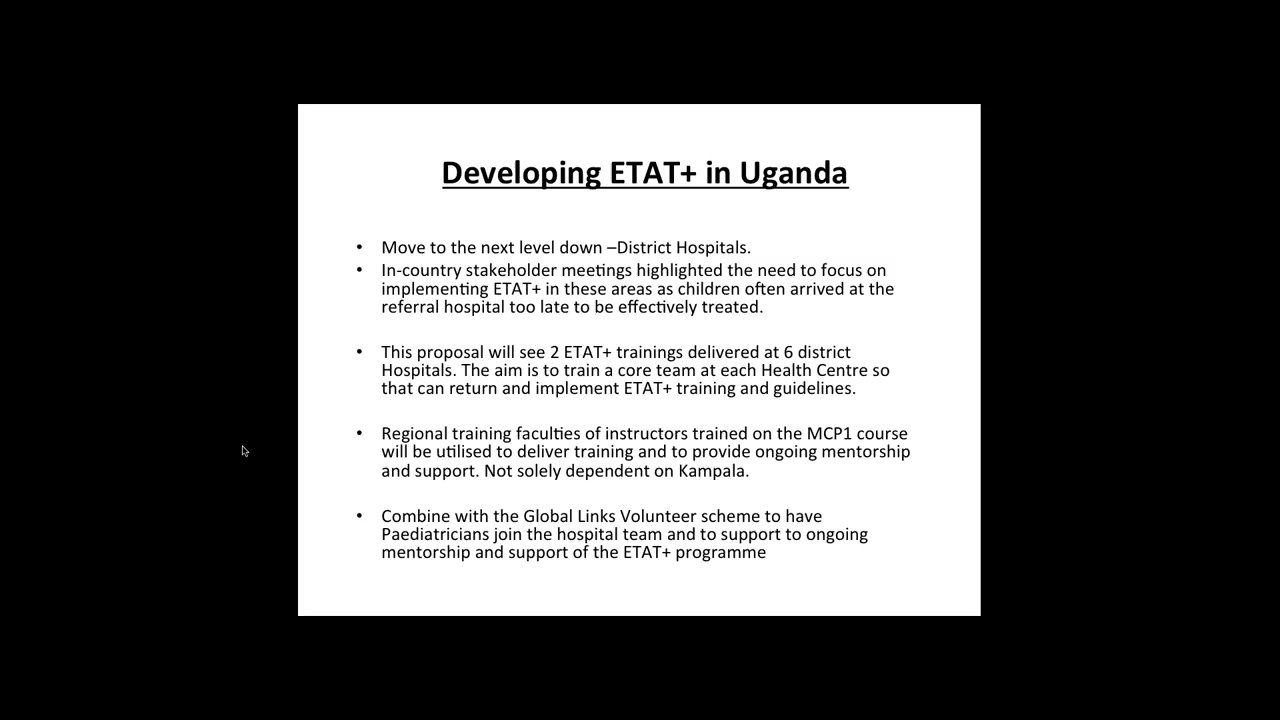 Developing ETAT+ in Uganda
• Move to the next level down –District Hospitals.
• In-country stakeholder meetings highlighted the need to focus on
implementing ETAT+ in these areas as children often arrived at the
referral hospital too late to be effectively treated.
• This proposal will see 2 ETAT+ trainings delivered at 6 district
Hospitals. The aim is to train a core team at each Health Centre so
that can return and implement ETAT+ training and guidelines.
• Regional training faculties of instructors trained on the MCP1 course
will be utilised to deliver training and to provide ongoing mentorship
and support. Not solely dependent on Kampala.
• Combine with the Global Links Volunteer scheme to have
Paediatricians join the hospital team and to support to ongoing
mentorship and support of the ETAT+ programme